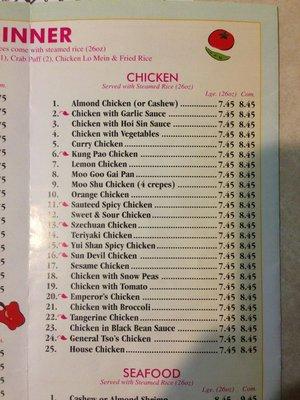 INNER
ees come with steamed rice (26oz)
), Crab Puff (2), Chicken Lo Mein & Fried Rice
CHICKEN
Served with Steamed Rice (26oz)
Lge. (26oz) Com.
1. Almond Chicken (or Cashew) 7.45 8.45
2. Chicken with Garlic Sauce 7.45 8.45
3. Chicken with Hoi Sin Sauce 7.45 8.45
4. Chicken with Vegetables 7.45 8.45
5. Curry Chicken 7.45 8.45
6. Kung Pao Chicken 7.45 8.45
7. Lemon Chicken 7.45 8.45
8. Moo Goo Gai Pan 7.45 8.45
9. Moo Shu Chicken (4 crepes) 7.45 8.45
10. Orange Chicken 7.45 8.45
11. Sauteed Spicy Chicken 7.45 8.45
12. Sweet & Sour Chicken 7.45 8.45
13. Szechuan Chicken 7.45 8.45
14. Teriyaki Chicken 7.45 8.45
15. Yui Shan Spicy Chicken 7.45 8.45
16. Sun Devil Chicken 7.45 8.45
17. Sesame Chicken 7.45 8.45
18. Chicken with Snow Peas 7.45 8.45
19. Chicken with Tomato 7.45 8.45
20. Emperor's Chicken 7.45 8.45
21. Chicken with Broccoli 7.45 8.45
22. Tangerine Chicken 7.45 8.45
23. Chicken in Black Bean Sauce 7.45 8.45
24. General Tso's Chicken 7.45 8.45
25. House Chicken 7.45 8.45
SEAFOOD
Served with Steamed Rice (26oz)
Lge. (26oz) Com.
1. Cashew or Almond Shrimp 8.45 9.45